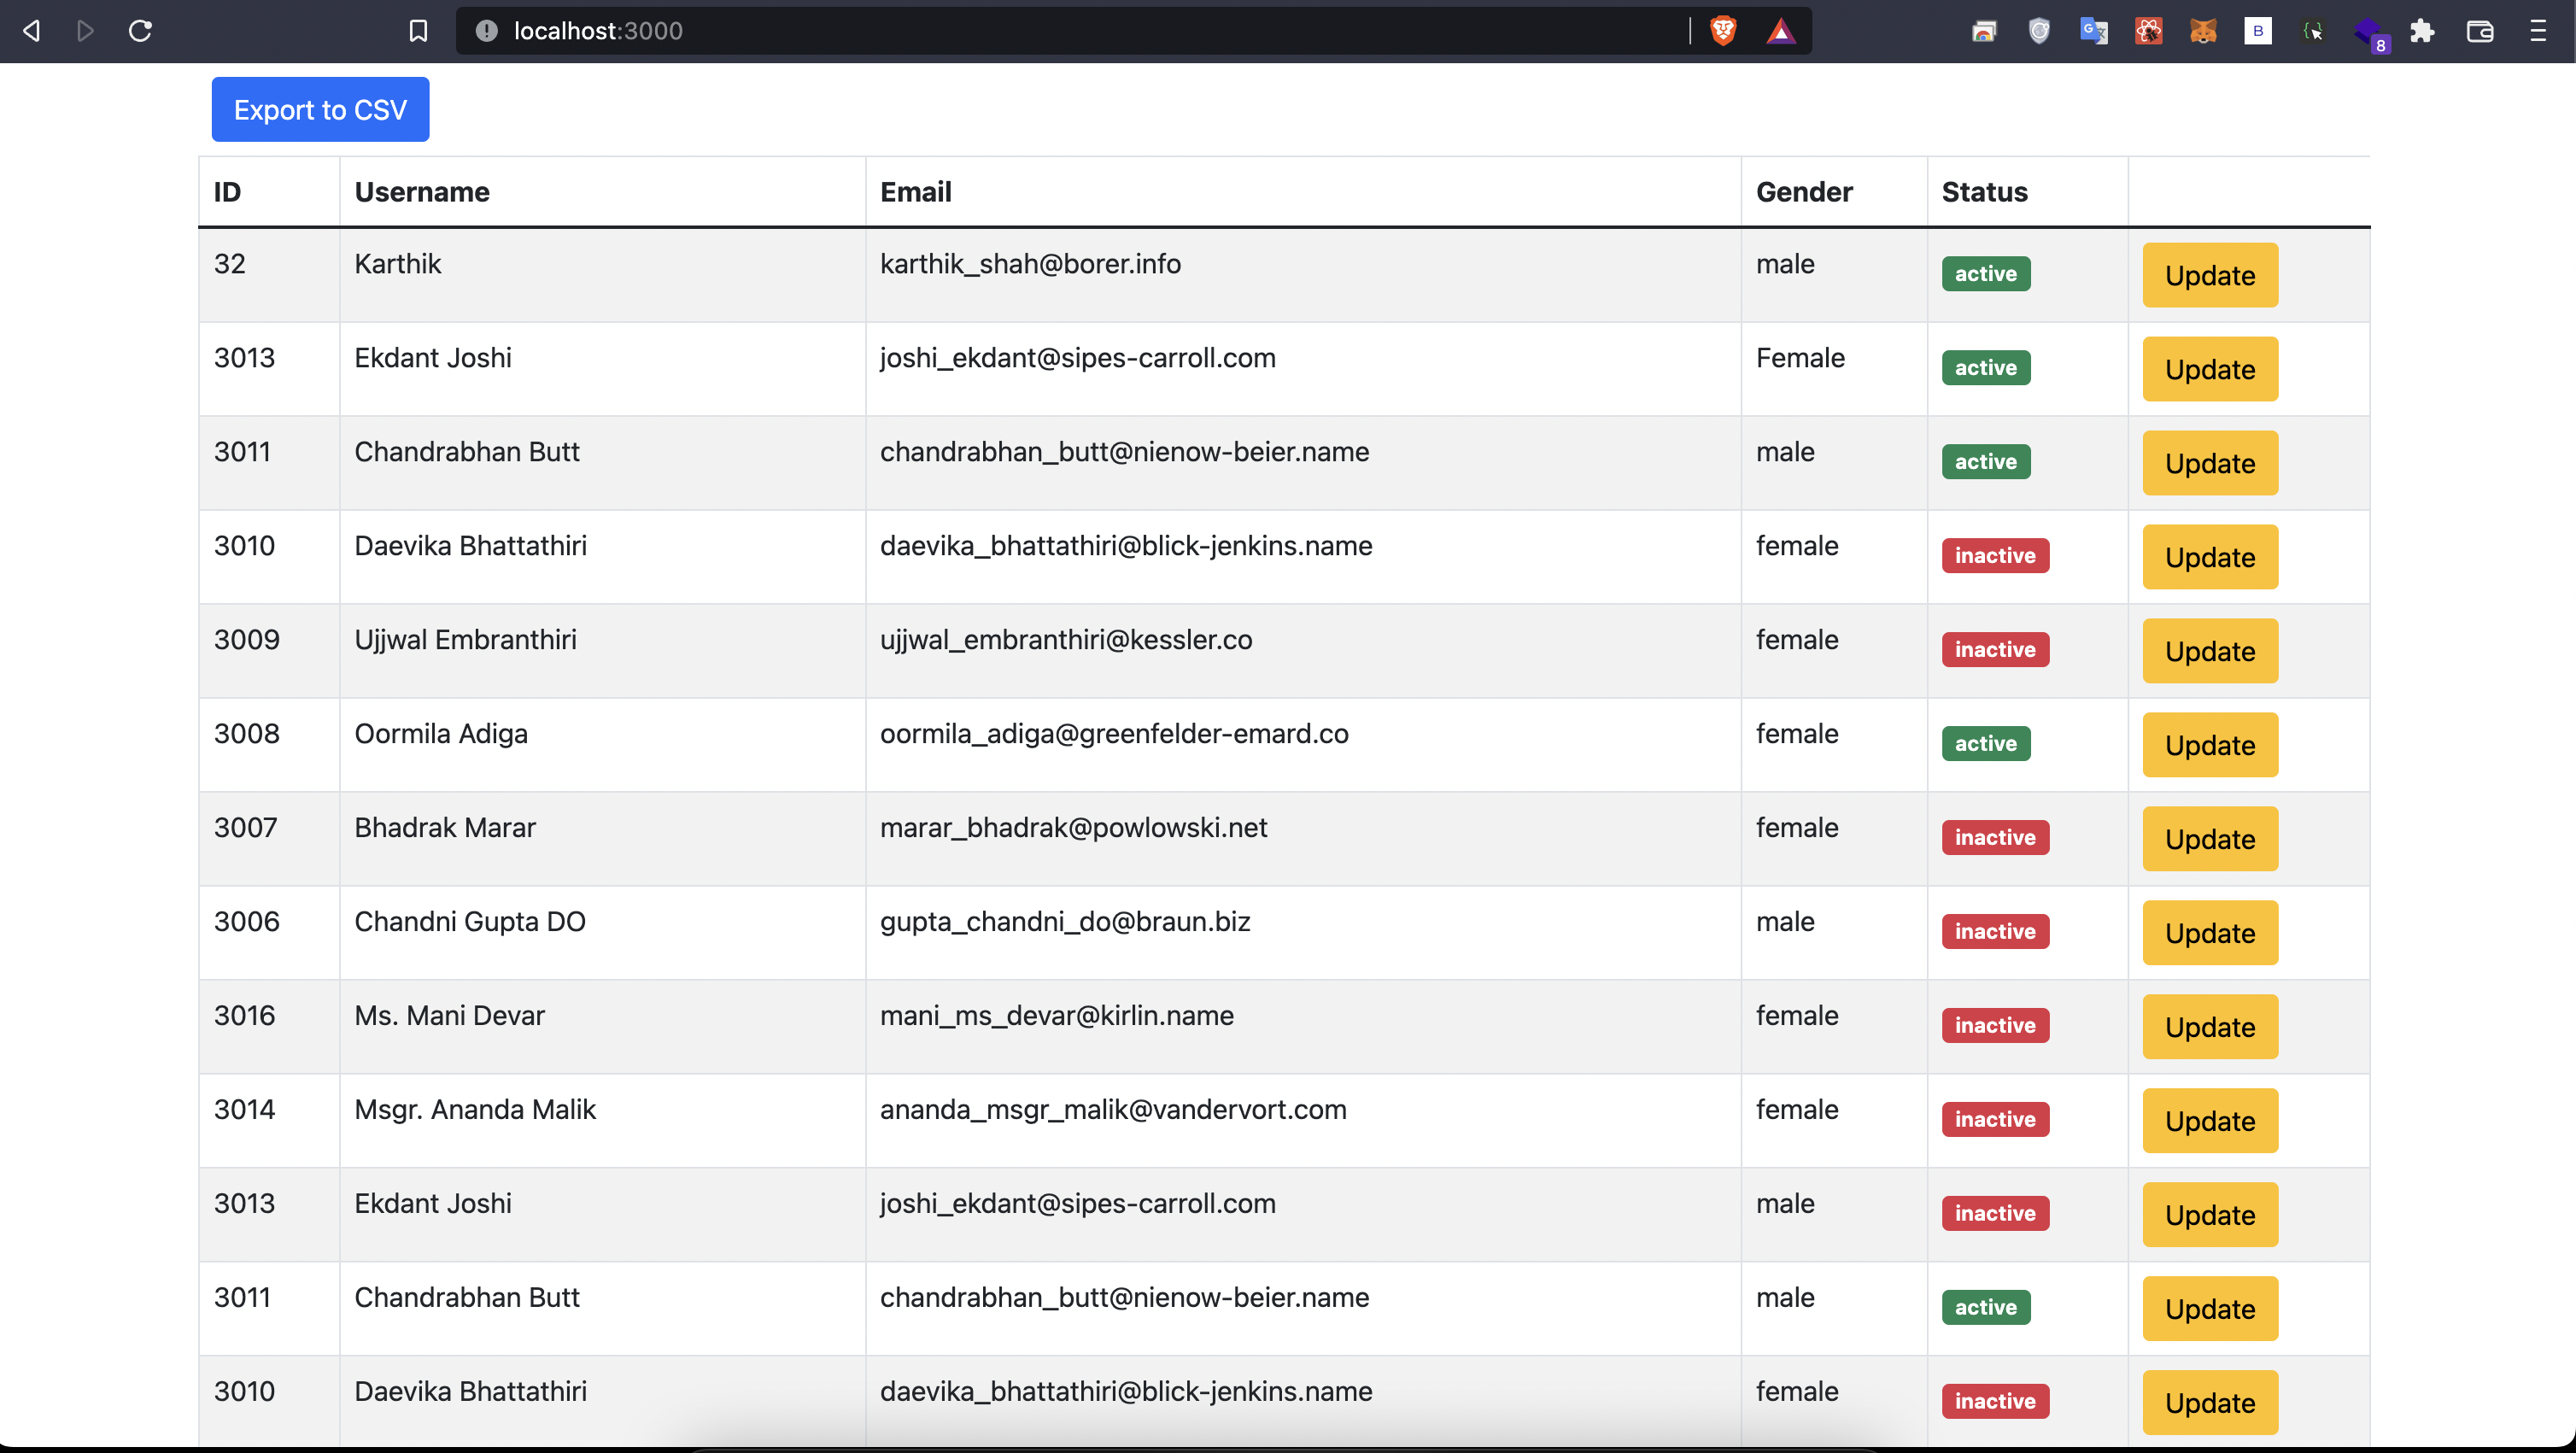 localhost:3000
8
Export to CSV
ID Username Email Gender Status
32 Karthik karthik_shah@borer.info male active Update
3013 Ekdant Joshi joshi_ekdant@sipes-carroll.com Female active Update
3011 Chandrabhan Butt chandrabhan_butt@nienow-beier.name male active Update
3010 Daevika Bhattathiri daevika_bhattathiri@blick-jenkins.name female inactive Update
3009 Ujjwal Embranthiri ujjwal_embranthiri@kessler.co female inactive Update
3008 Oormila Adiga oormila_adiga@greenfelder-emard.co female active Update
3007 Bhadrak Marar marar_bhadrak@powlowski.net female inactive Update
3006 Chandni Gupta DO gupta_chandni_do@braun.biz male inactive Update
3016 Ms. Mani Devar mani_ms_devar@kirlin.name female inactive Update
3014 Msgr. Ananda Malik ananda_msgr_malik@vandervort.com female inactive Update
3013 Ekdant Joshi joshi_ekdant@sipes-carroll.com male inactive Update
3011 Chandrabhan Butt chandrabhan_butt@nienow-beier.name male active Update
3010 Daevika Bhattathiri daevika_bhattathiri@blick-jenkins.name female inactive Update